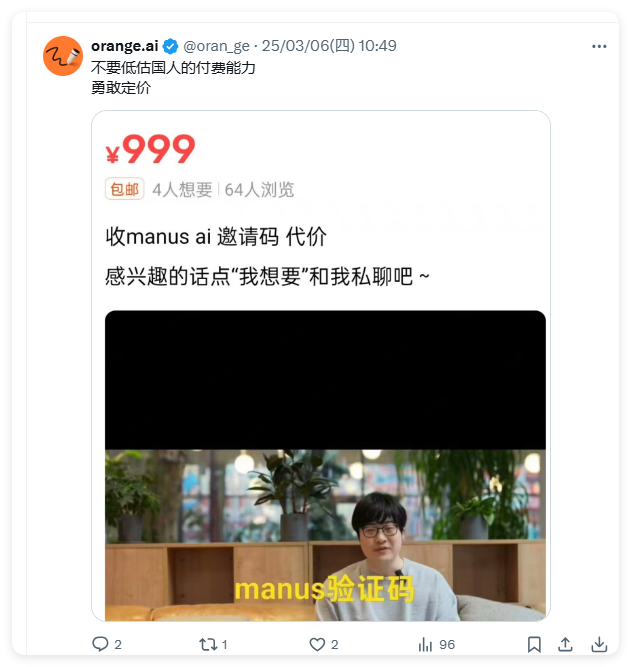 orange.ai @oran_ge · 25/03/06(四) 10:49
不要低估国人的付费能力
勇敢定价
¥999
包邮 4人想要 64人浏览
收manus ai 邀请码 代价
感兴趣的话点“我想要”和我私聊吧 ~
manus验证码
2 1 2 96